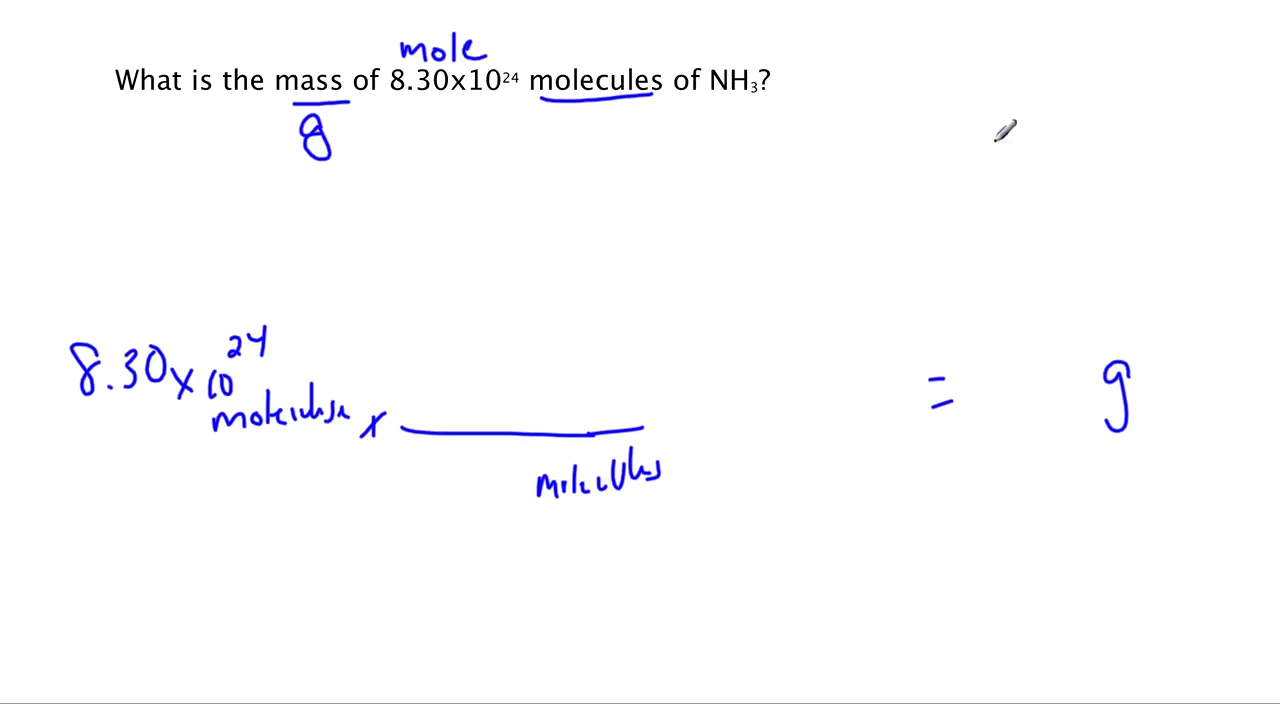 mole
What is the mass of 8.30x10²⁴ molecules of NH₃?
g
8.30x10²⁴ molecules x
molecules
= g